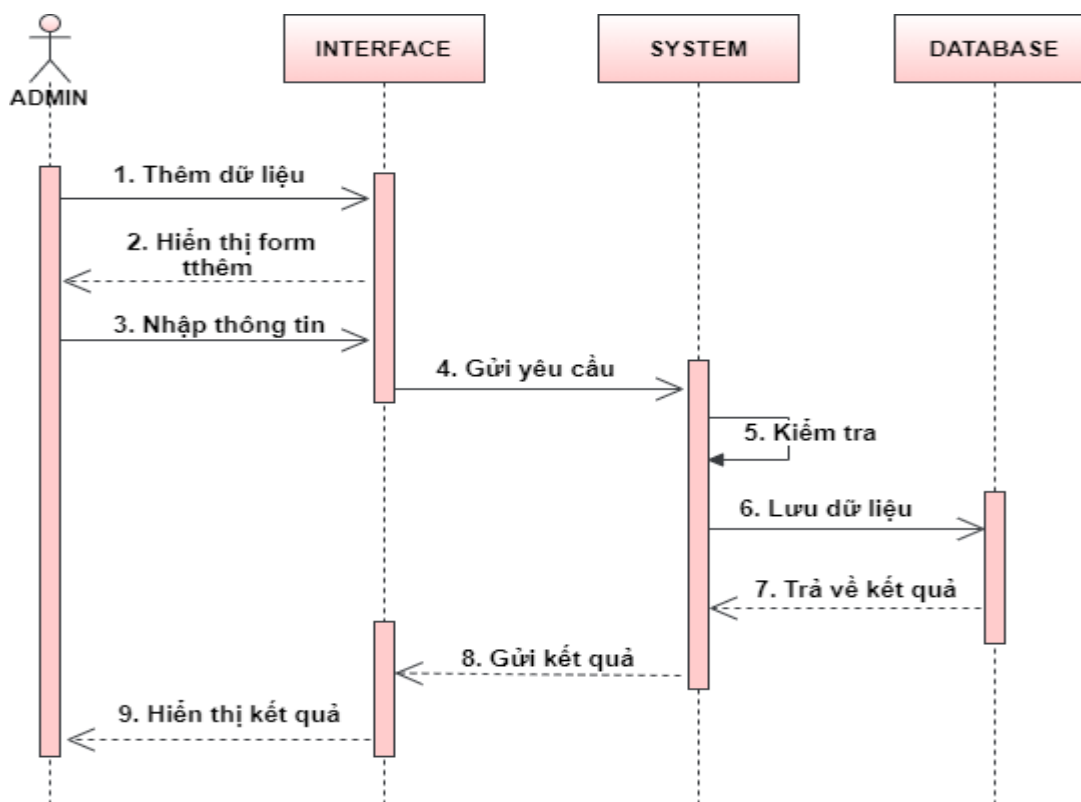 INTERFACE
SYSTEM
DATABASE
ADMIN
1. Thêm dữ liệu
2. Hiển thị form
tthêm
3. Nhập thông tin
4. Gửi yêu cầu
5. Kiểm tra
6. Lưu dữ liệu
7. Trả về kết quả
8. Gửi kết quả
9. Hiển thị kết quả